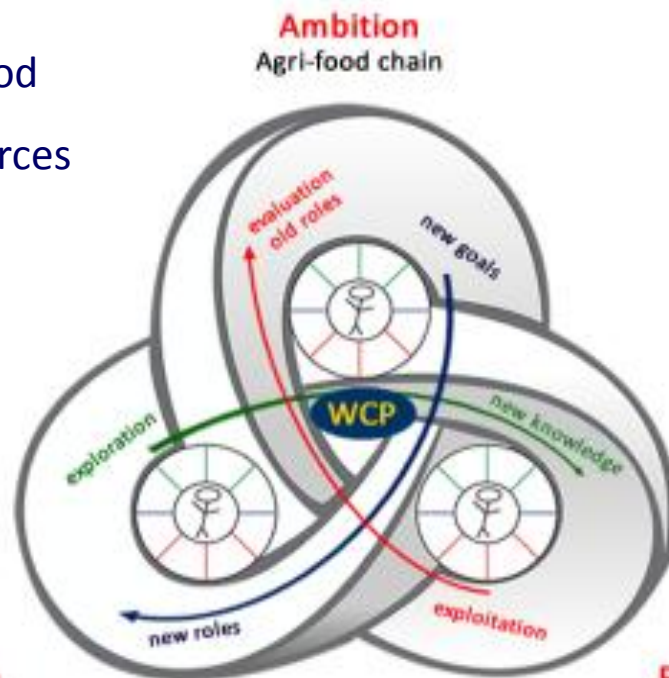 Ambition
Agri-food chain
od
rces
evaluation
old roles
new goals
WCP
exploration
new knowledge
new roles
exploitation